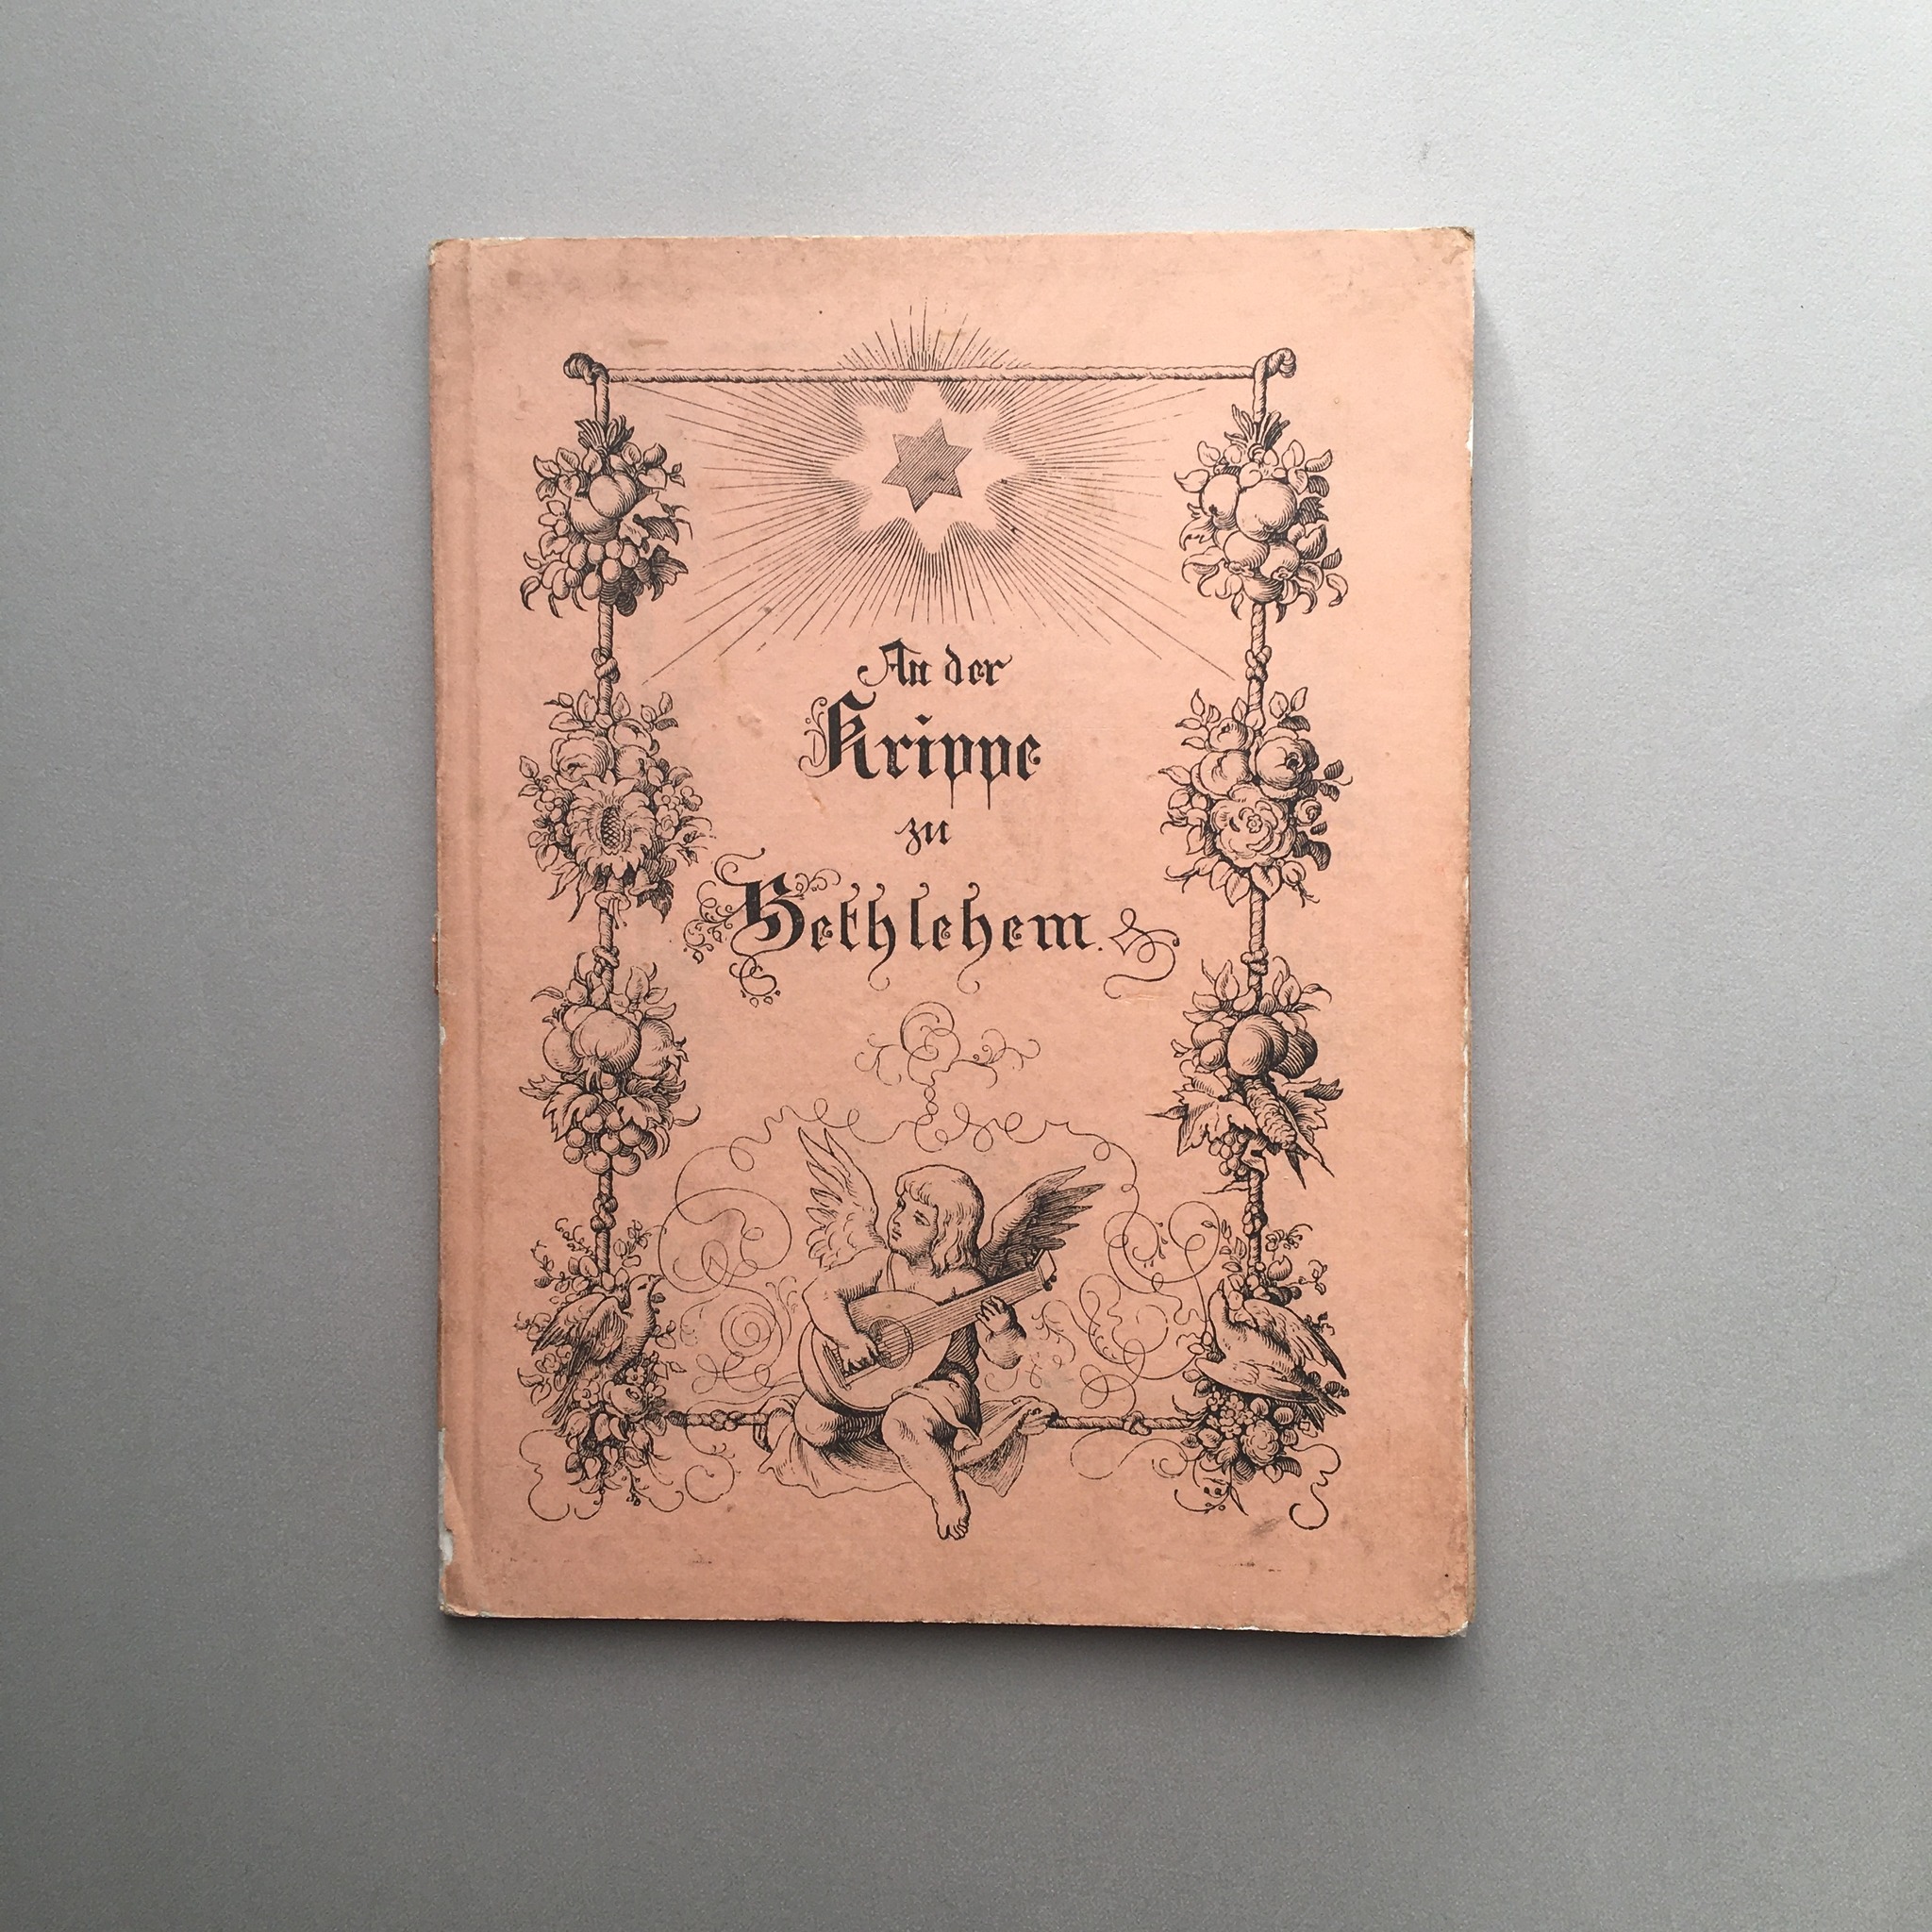 An der
Krippe
zu
Bethlehem.